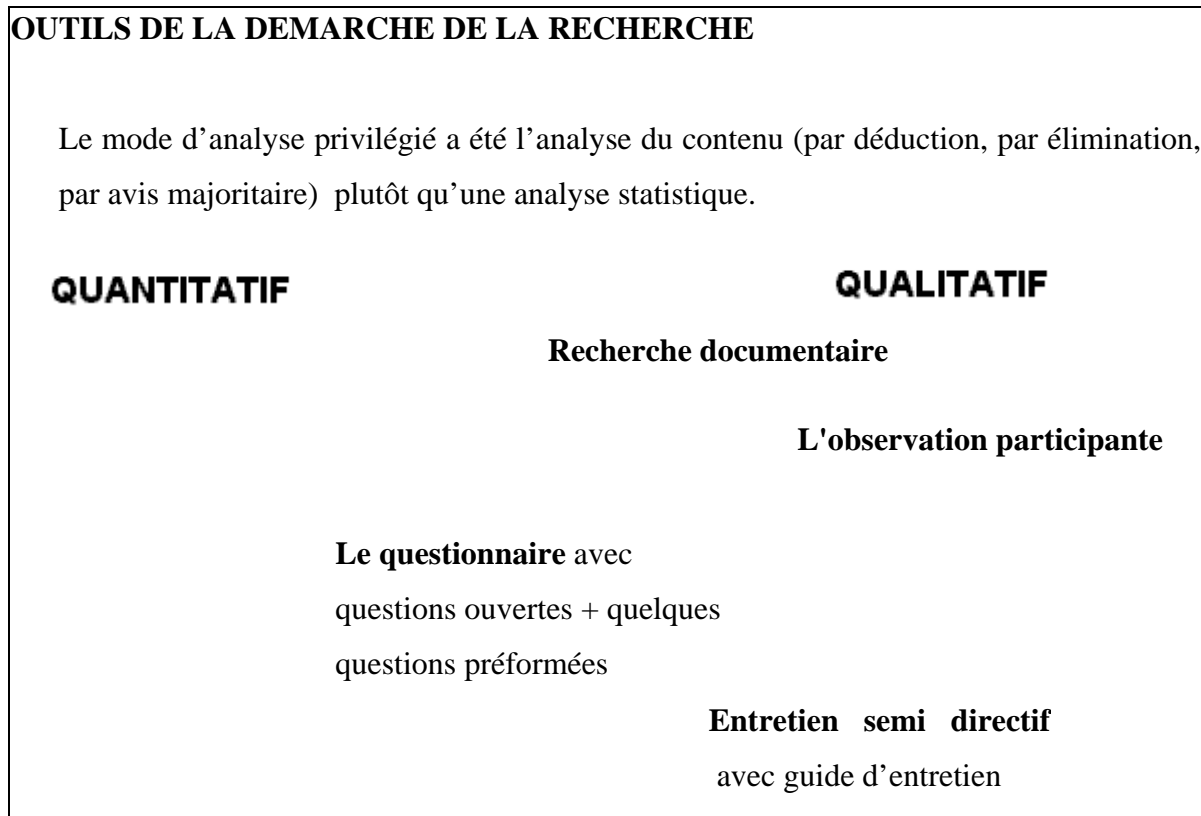 OUTILS DE LA DEMARCHE DE LA RECHERCHE
Le mode d’analyse privilégié a été l’analyse du contenu (par déduction, par élimination,
par avis majoritaire) plutôt qu’une analyse statistique.
QUANTITATIF QUALITATIF
Recherche documentaire
L'observation participante
Le questionnaire avec
questions ouvertes + quelques
questions préformées
Entretien semi directif
avec guide d’entretien